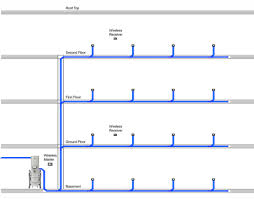 Roof Top
Wireless
Receiver
Second Floor
First Floor
Wireless
Receiver
Ground Floor
Wireless
Master
Basement